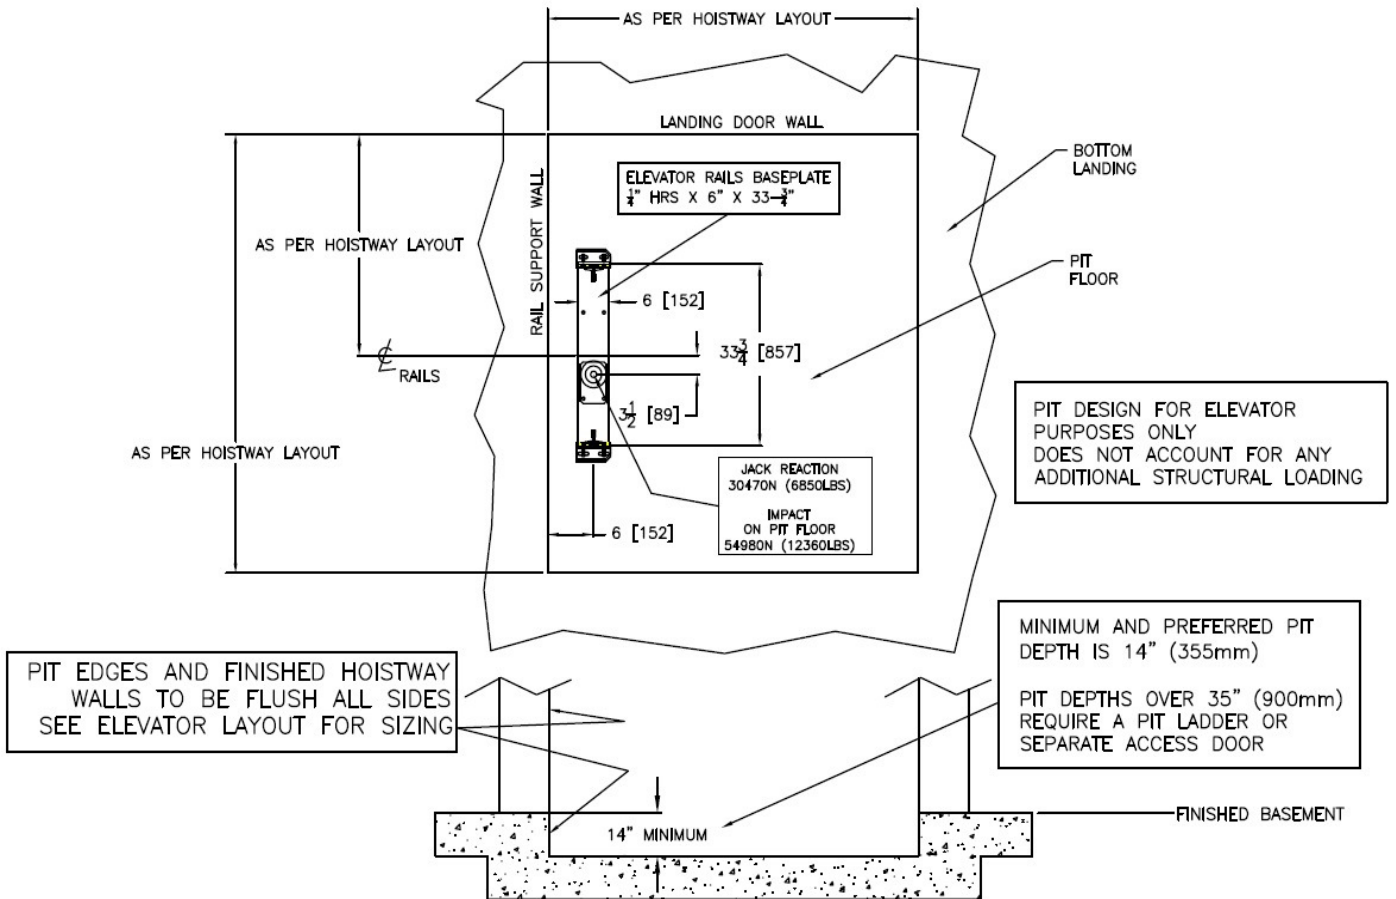 AS PER HOISTWAY LAYOUT
LANDING DOOR WALL
BOTTOM
LANDING
ELEVATOR RAILS BASEPLATE
1/4" HRS X 6" X 33-3/4"
RAIL SUPPORT WALL
AS PER HOISTWAY LAYOUT
PIT
FLOOR
6 [152]
33 3/4 [857]
℄
RAILS
3 1/2 [89]
AS PER HOISTWAY LAYOUT
PIT DESIGN FOR ELEVATOR
PURPOSES ONLY
DOES NOT ACCOUNT FOR ANY
ADDITIONAL STRUCTURAL LOADING
JACK REACTION
30470N (6850LBS)
IMPACT
ON PIT FLOOR
54980N (12360LBS)
6 [152]
MINIMUM AND PREFERRED PIT
DEPTH IS 14" (355mm)
PIT DEPTHS OVER 35" (900mm)
REQUIRE A PIT LADDER OR
SEPARATE ACCESS DOOR
PIT EDGES AND FINISHED HOISTWAY
WALLS TO BE FLUSH ALL SIDES
SEE ELEVATOR LAYOUT FOR SIZING
14" MINIMUM
FINISHED BASEMENT